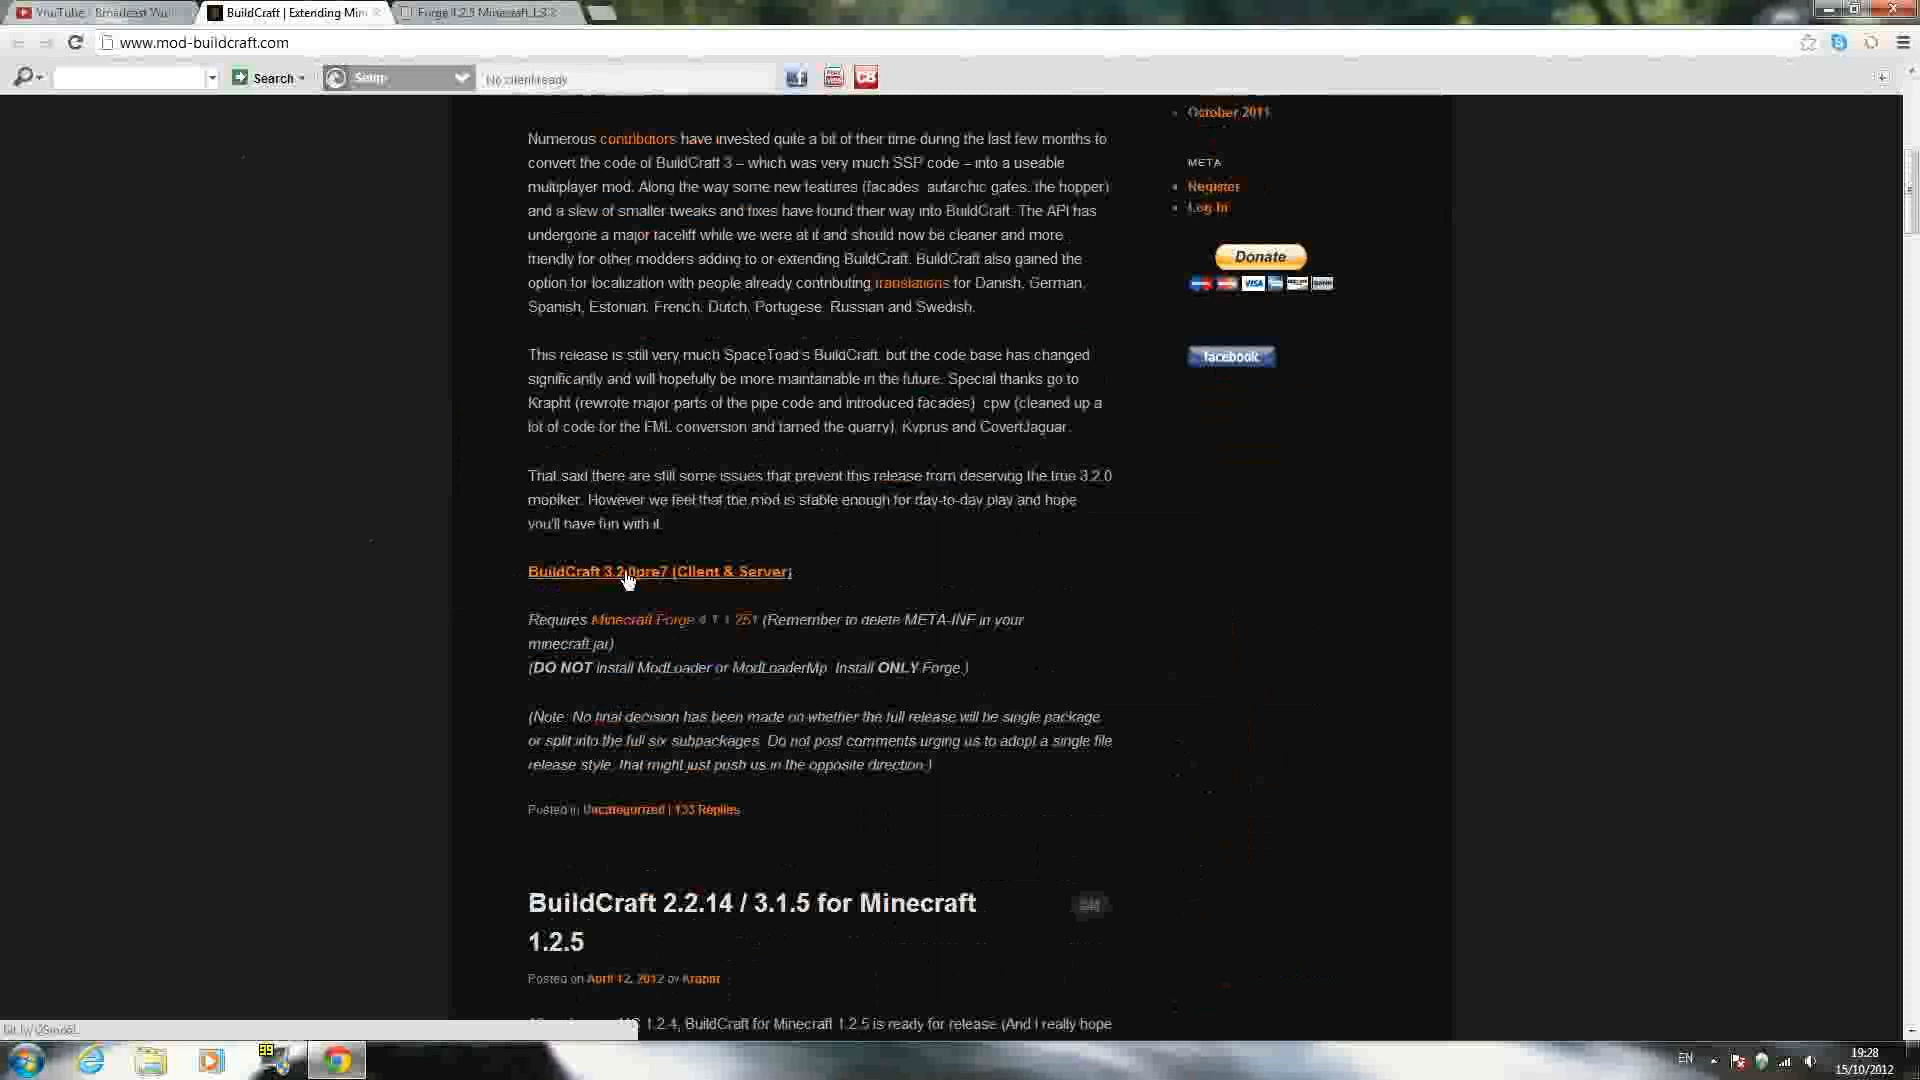 YouTube - Broadcast
BuildCraft | Extending Min
Forge 1.2.5 Minecraft
www.mod-buildcraft.com
Search
No client ready
October 2011
Numerous contributors have invested quite a bit of their time during the last few months to
convert the code of BuildCraft 3 – which was very much SSP code – into a useable
multiplayer mod. Along the way some new features (facades, autarchic gates, the hopper)
and a slew of smaller tweaks and fixes have found their way into BuildCraft. The API has
undergone a major facelift while we were at it and should now be cleaner and more
friendly for other modders adding to or extending BuildCraft. BuildCraft also gained the
option for localization with people already contributing translations for Danish, German,
Spanish, Estonian, French, Dutch, Portugese, Russian and Swedish.
META
Register
Log In
Donate
VISA
facebook
This release is still very much SpaceToad's BuildCraft, but the code base has changed
significantly and will hopefully be more maintainable in the future. Special thanks go to
Krapht (rewrote major parts of the pipe code and introduced facades), cpw (cleaned up a
lot of code for the FML conversion and tamed the quarry), Kyprus and CovertJaguar.
That said there are still some issues that prevent this release from deserving the true 3.2.0
moniker. However we feel that the mod is stable enough for day-to-day play and hope
you'll have fun with it.
BuildCraft 3.2.0pre7 (Client & Server)
Requires Minecraft Forge 4.1.1.251 (Remember to delete META-INF in your
minecraft.jar)
(DO NOT install ModLoader or ModLoaderMp. Install ONLY Forge.)
(Note: No final decision has been made on whether the full release will be single package
or split into the full six subpackages. Do not post comments urging us to adopt a single file
release style, that might just push us in the opposite direction.)
Posted in Uncategorized | 133 Replies
BuildCraft 2.2.14 / 3.1.5 for Minecraft
1.2.5
Posted on April 12, 2012 by Krapht
1.2.4, BuildCraft for Minecraft 1.2.5 is ready for release (And I really hope
99
EN
19:28
15/10/2012